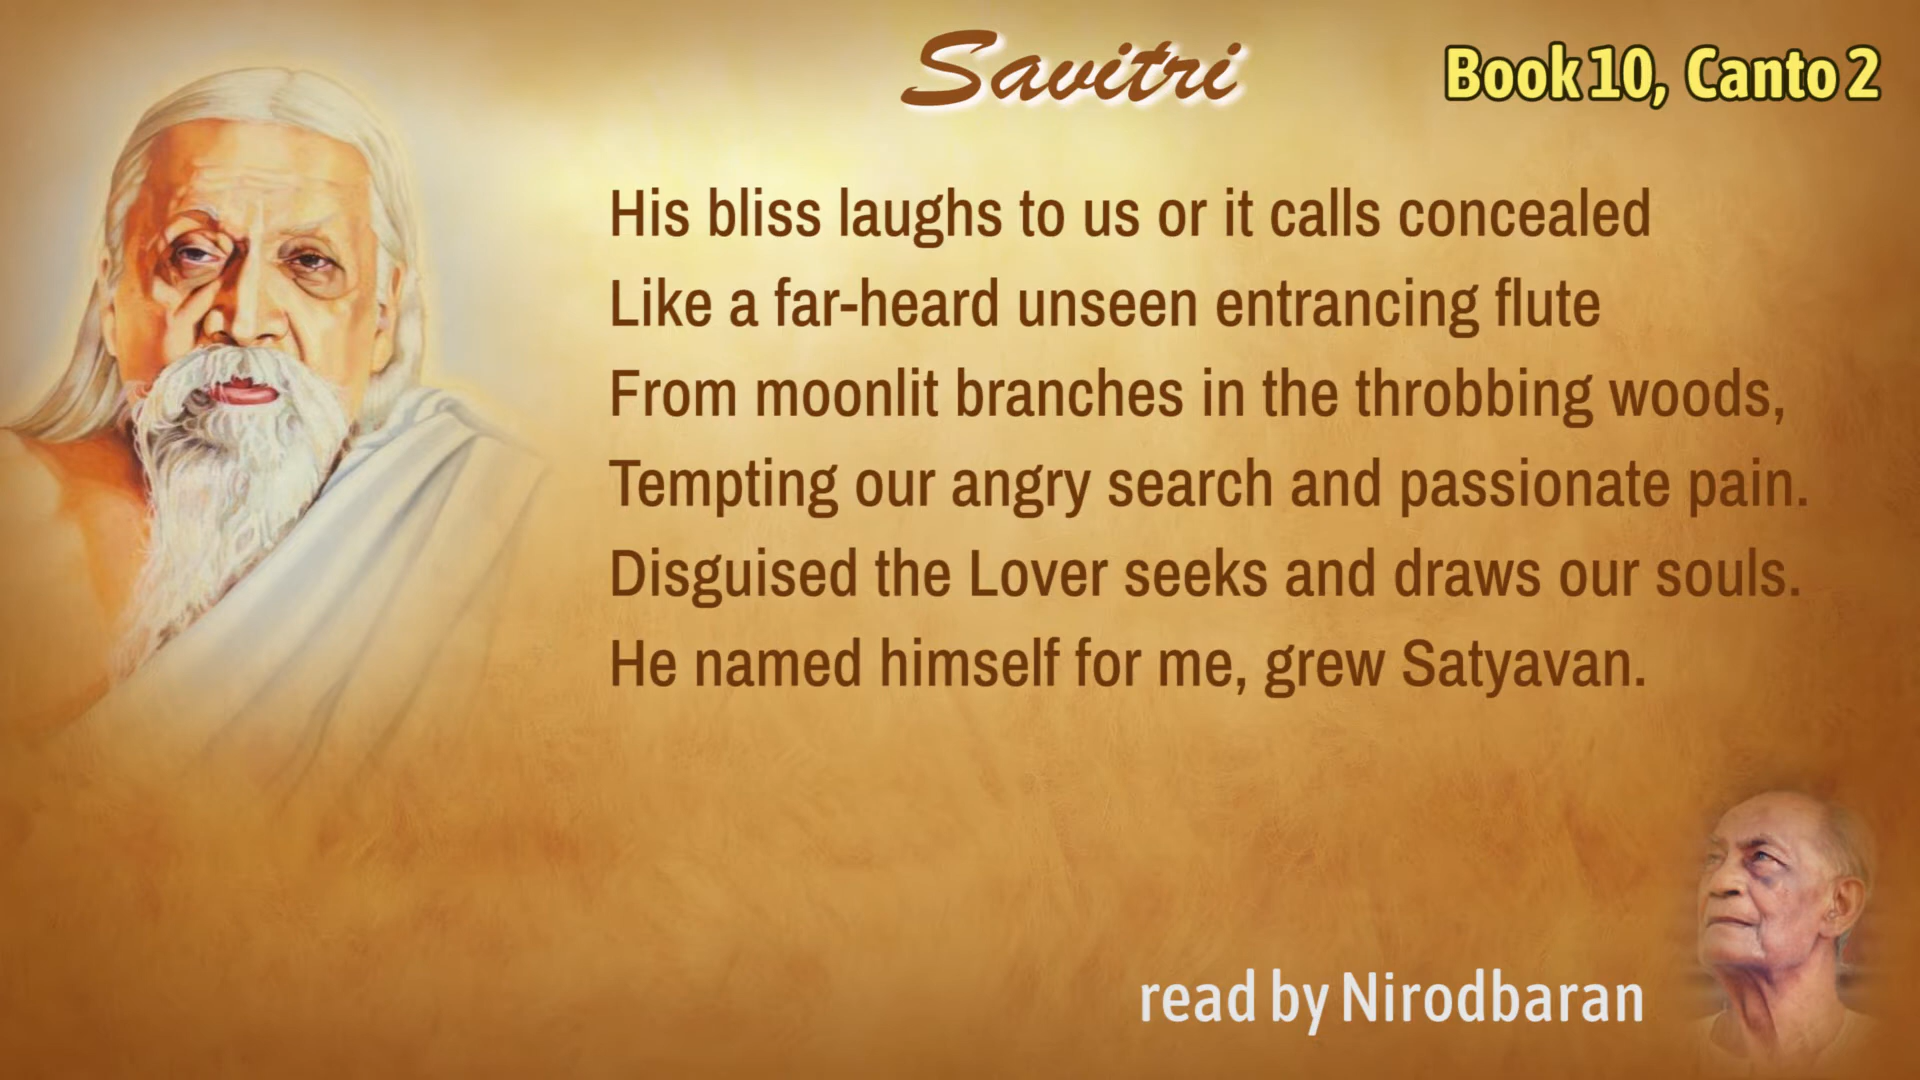 Savitri
Book 10, Canto 2
His bliss laughs to us or it calls concealed
Like a far-heard unseen entrancing flute
From moonlit branches in the throbbing woods,
Tempting our angry search and passionate pain.
Disguised the Lover seeks and draws our souls.
He named himself for me, grew Satyavan.
read by Nirodbaran